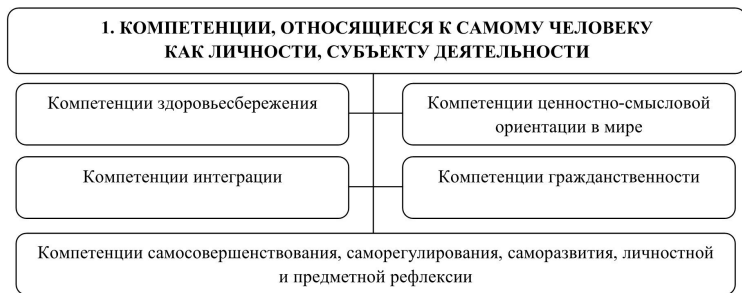 1. КОМПЕТЕНЦИИ, ОТНОСЯЩИЕСЯ К САМОМУ ЧЕЛОВЕКУ
КАК ЛИЧНОСТИ, СУБЪЕКТУ ДЕЯТЕЛЬНОСТИ
Компетенции здоровьесбережения
Компетенции ценностно-смысловой
ориентации в мире
Компетенции интеграции
Компетенции гражданственности
Компетенции самосовершенствования, саморегулирования, саморазвития, личностной
и предметной рефлексии